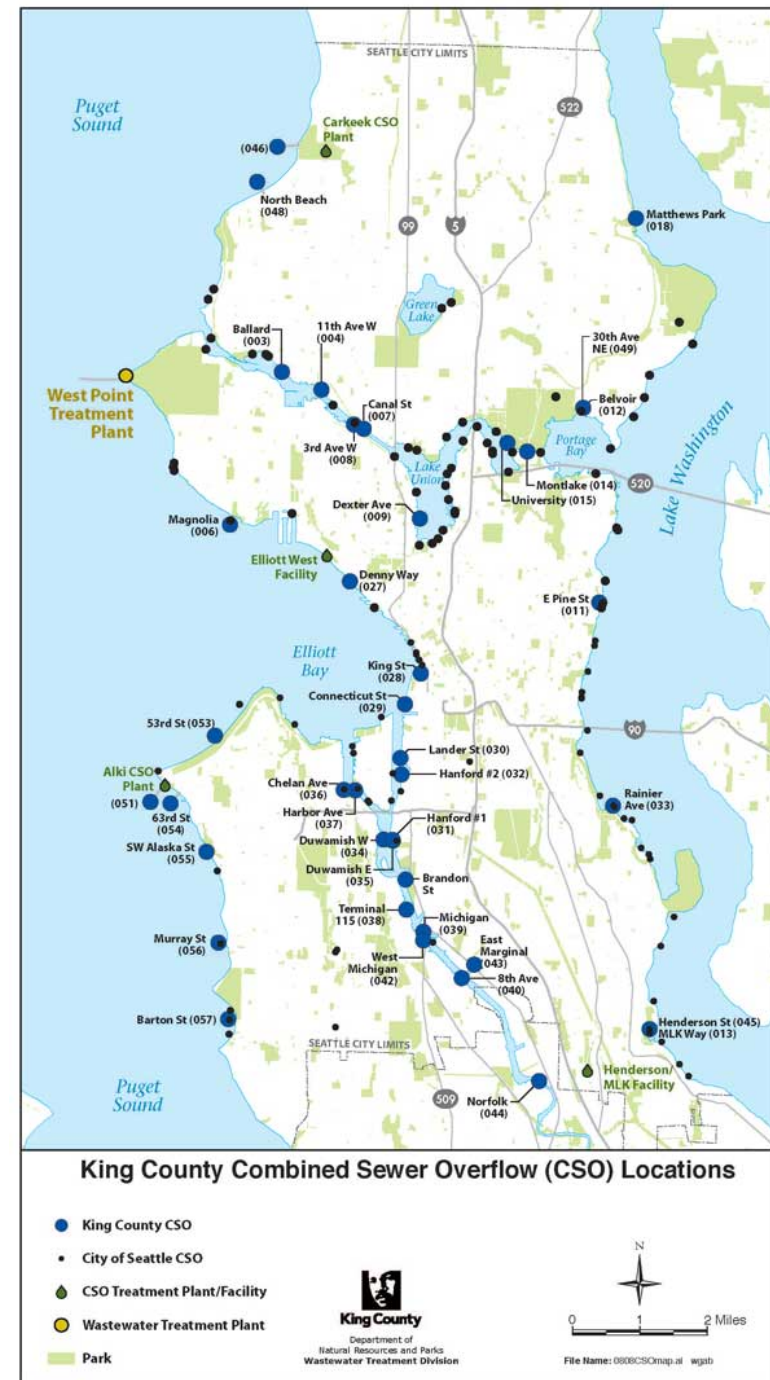 SEATTLE CITY LIMITS
Puget
Sound
522
Carkeek CSO
Plant
(046)
North Beach
(048)
Matthews Park
(018)
99
5
Green
Lake
Ballard
(003)
11th Ave W
(004)
30th Ave
NE (049)
West Point
Treatment
Plant
Canal St
(007)
Belvoir
(012)
3rd Ave W
(008)
Portage
Bay
Lake
Union
Lake Washington
Montlake (014)
520
University (015)
Dexter Ave
(009)
Magnolia
(006)
Elliott West
Facility
Denny Way
(027)
E Pine St
(011)
Elliott
Bay
King St
(028)
Connecticut St
(029)
53rd St (053)
90
Lander St (030)
Alki CSO
Plant
Chelan Ave
(036)
Hanford #2 (032)
(051)
63rd St
(054)
Harbor Ave
(037)
Rainier
Ave (033)
Hanford #1
(031)
Duwamish W
(034)
SW Alaska St
(055)
Duwamish E
(035)
Brandon
St
Terminal
115 (038)
Michigan
(039)
Murray St
(056)
West
Michigan
(042)
East
Marginal
(043)
8th Ave
(040)
Barton St (057)
Henderson St (045)
MLK Way (013)
SEATTLE CITY LIMITS
Henderson/
MLK Facility
Puget
Sound
509
Norfolk
(044)
King County Combined Sewer Overflow (CSO) Locations
King County CSO
City of Seattle CSO
CSO Treatment Plant/Facility
Wastewater Treatment Plant
Park
King County
Department of
Natural Resources and Parks
Wastewater Treatment Division
N
0 1 2 Miles
File Name: 0808CSOmap.ai wgab